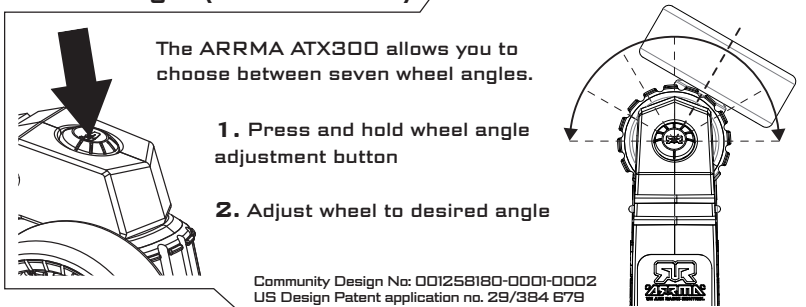 The ARRMA ATX300 allows you to
choose between seven wheel angles.
1. Press and hold wheel angle
adjustment button
2. Adjust wheel to desired angle
Community Design No: 001258180-0001-0002
US Design Patent application no. 29/384 679
ARRMA